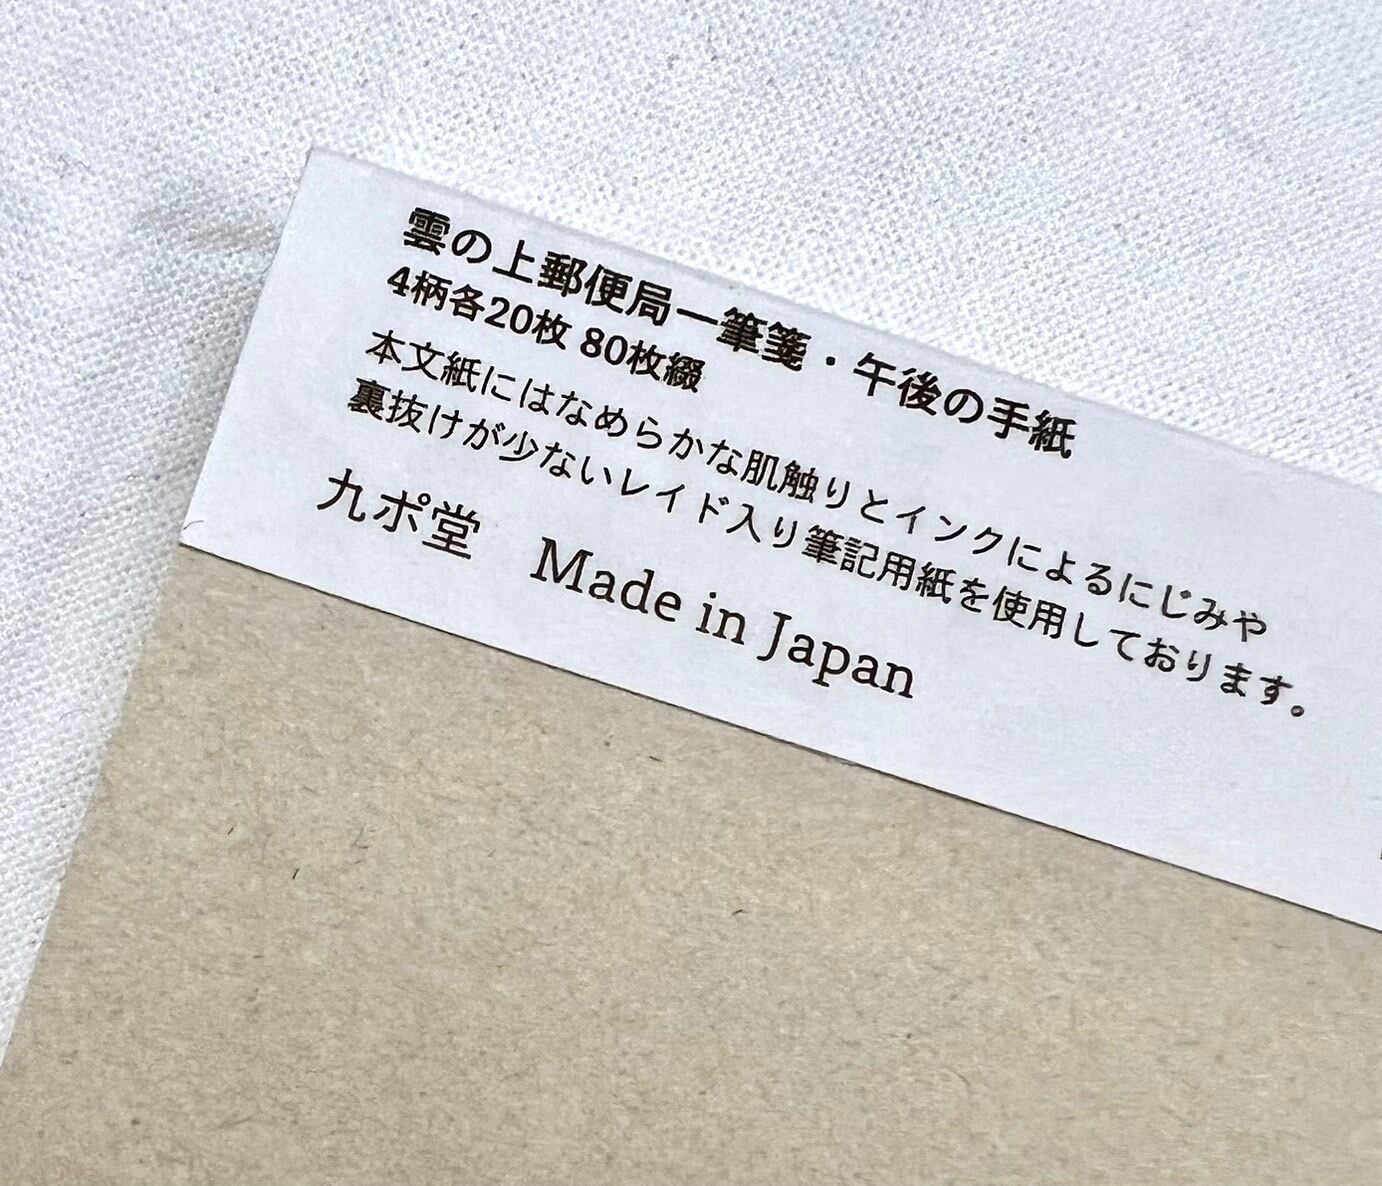 雲の上郵便局一筆箋・午後の手紙
4柄各20枚 80枚綴
本文紙にはなめらかな肌触りとインクによるにじみや
裏抜けが少ないレイド入り筆記用紙を使用しております。
九ポ堂　Made in Japan